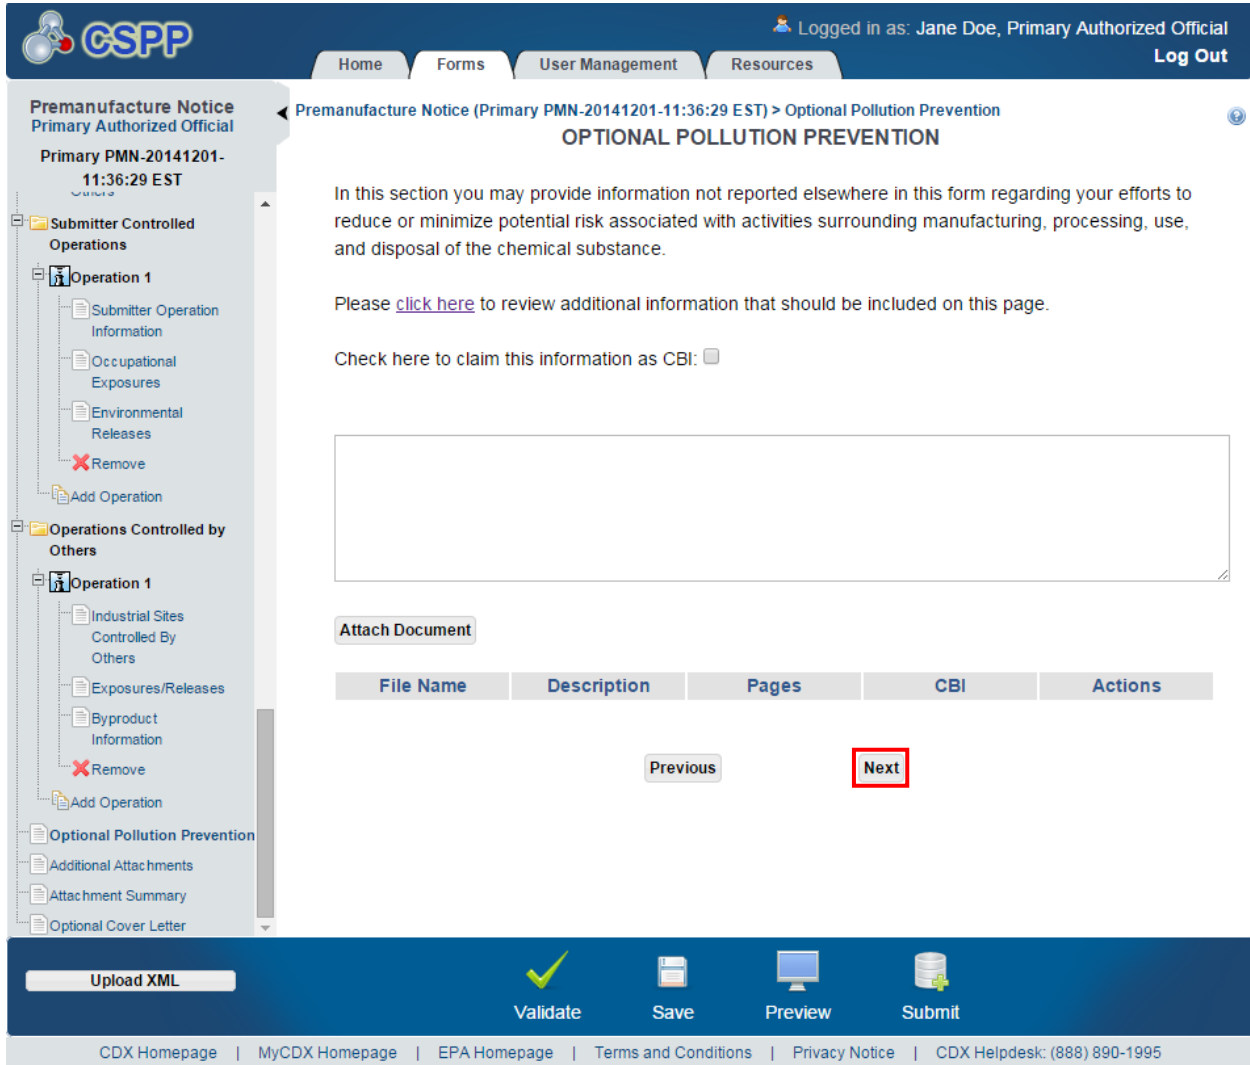 CSPP
Logged in as: Jane Doe, Primary Authorized Official
Log Out
Home
Forms
User Management
Resources
Premanufacture Notice
Primary Authorized Official
Primary PMN-20141201-
11:36:29 EST
Others
Submitter Controlled
Operations
Operation 1
Submitter Operation
Information
Occupational
Exposures
Environmental
Releases
Remove
Add Operation
Operations Controlled by
Others
Operation 1
Industrial Sites
Controlled By
Others
Exposures/Releases
Byproduct
Information
Remove
Add Operation
Optional Pollution Prevention
Additional Attachments
Attachment Summary
Optional Cover Letter
Premanufacture Notice (Primary PMN-20141201-11:36:29 EST) > Optional Pollution Prevention
OPTIONAL POLLUTION PREVENTION
In this section you may provide information not reported elsewhere in this form regarding your efforts to
reduce or minimize potential risk associated with activities surrounding manufacturing, processing, use,
and disposal of the chemical substance.
Please click here to review additional information that should be included on this page.
Check here to claim this information as CBI:
Attach Document
File Name Description Pages CBI Actions
Previous Next
Upload XML
Validate Save Preview Submit
CDX Homepage | MyCDX Homepage | EPA Homepage | Terms and Conditions | Privacy Notice | CDX Helpdesk: (888) 890-1995